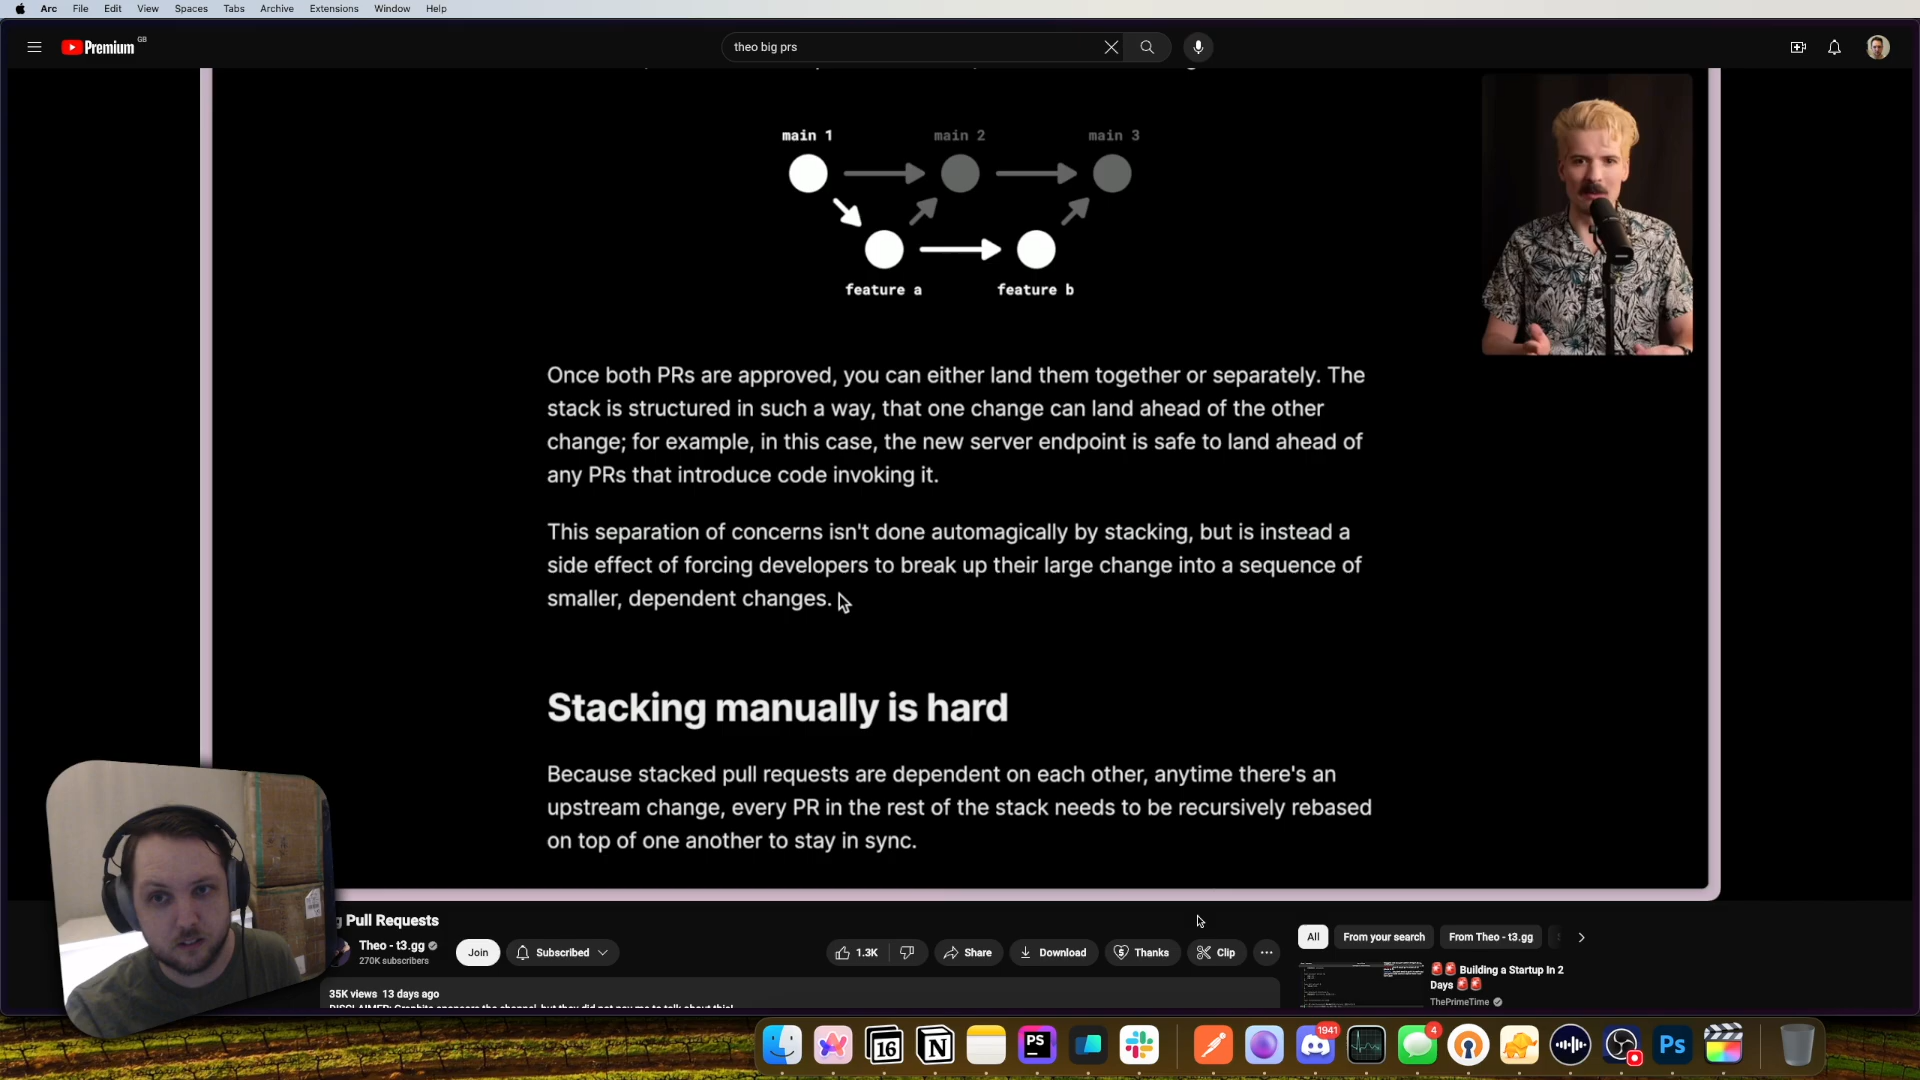 Arc File Edit View Spaces Tabs Archive Extensions Window Help
Premium GB
theo big prs
main 1 main 2 main 3
feature a feature b
Once both PRs are approved, you can either land them together or separately. The
stack is structured in such a way, that one change can land ahead of the other
change; for example, in this case, the new server endpoint is safe to land ahead of
any PRs that introduce code invoking it.
This separation of concerns isn't done automagically by stacking, but is instead a
side effect of forcing developers to break up their large change into a sequence of
smaller, dependent changes.
Stacking manually is hard
Because stacked pull requests are dependent on each other, anytime there's an
upstream change, every PR in the rest of the stack needs to be recursively rebased
on top of one another to stay in sync.
Pull Requests
Theo - t3.gg
270K subscribers
Join
Subscribed
1.3K
Share
Download
Thanks
Clip
35K views 13 days ago
All
From your search
From Theo - t3.gg
Building a Startup In 2
Days
ThePrimeTime
16
PS
1941
4
Ps